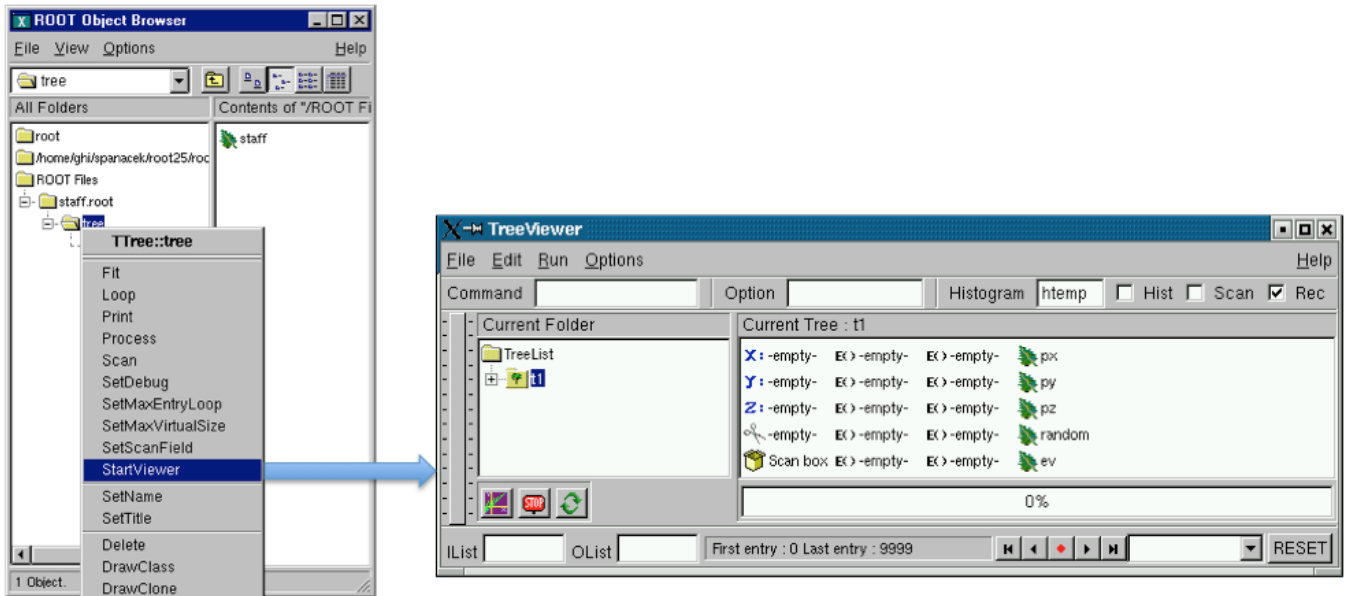 ROOT Object Browser
File View Options Help
tree
All Folders Contents of "/ROOT Fi
root
staff
/home/ghi/spanacek/root25/roc
ROOT Files
staff.root
tree
TTree::tree
Fit
Loop
Print
Process
Scan
SetDebug
SetMaxEntryLoop
SetMaxVirtualSize
SetScanField
StartViewer
SetName
SetTitle
Delete
DrawClass
DrawClone
1 Object.
TreeViewer
File Edit Run Options Help
Command Option Histogram htemp Hist Scan Rec
Current Folder Current Tree : t1
TreeList
t1
X: -empty- E() -empty- E() -empty- px
Y: -empty- E() -empty- E() -empty- py
Z: -empty- E() -empty- E() -empty- pz
-empty- E() -empty- E() -empty- random
Scan box E() -empty- E() -empty- ev
STOP
0%
IList OList First entry : 0 Last entry : 9999 RESET